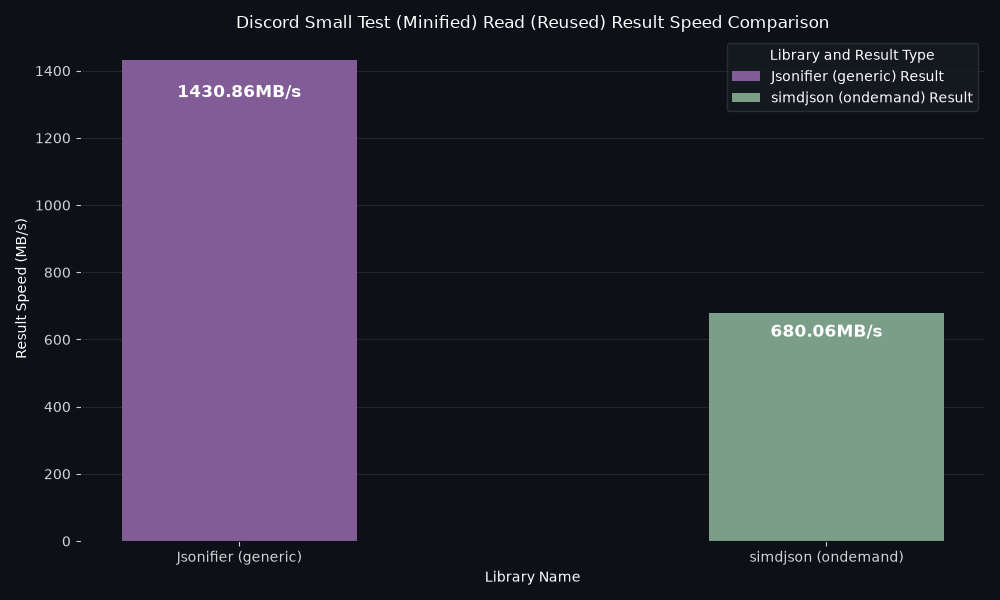 Discord Small Test (Minified) Read (Reused) Result Speed Comparison
Library and Result Type
Jsonifier (generic) Result
simdjson (ondemand) Result
Result Speed (MB/s)
1400
1200
1000
800
600
400
200
0
1430.86MB/s
680.06MB/s
Jsonifier (generic)
simdjson (ondemand)
Library Name